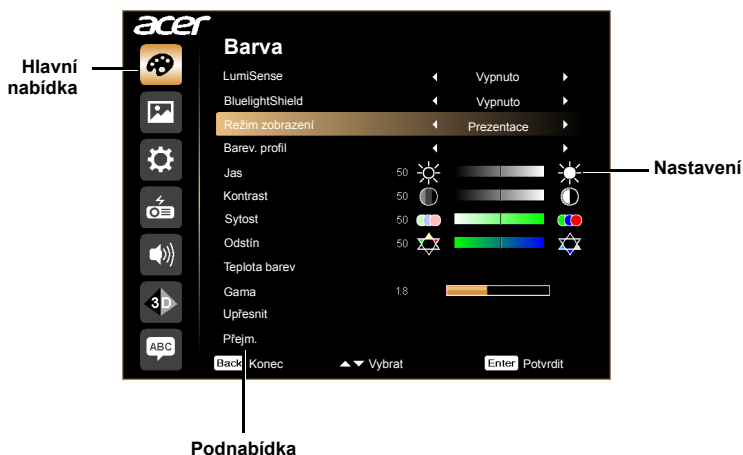 acer
Barva
Hlavní
nabídka
LumiSense Vypnuto
BluelightShield Vypnuto
Režim zobrazení Prezentace
Barev. profil
Jas 50
Nastavení
Kontrast 50
Sytost 50
Odstín 50
Teplota barev
Gama 1.8
3D
Upřesnit
ABC
Přejm.
Back Konec Vybrat Enter Potvrdit
Podnabídka